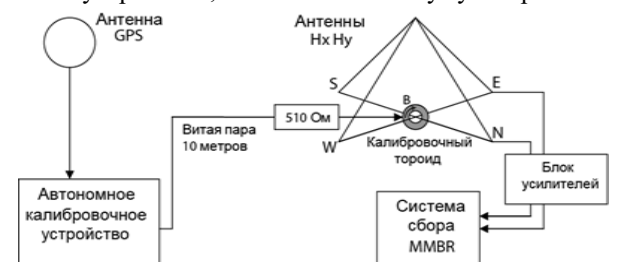 Антенна
GPS
Антенны
Hx Hy
S
E
B
510 Ом
Витая пара
10 метров
W
N
Калибровочный
тороид
Блок
усилителей
Автономное
калибровочное
устройство
Система
сбора
MMBR